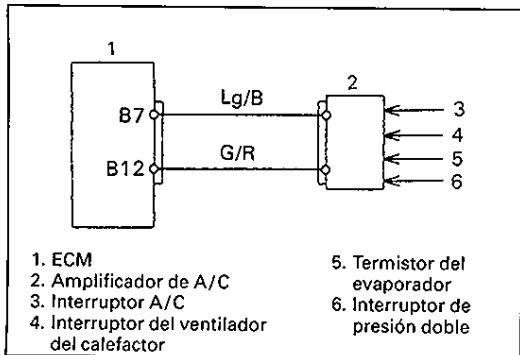 1
2
B7
Lg/B
3
4
B12
G/R
5
6
1. ECM
2. Amplificador de A/C
3. Interruptor A/C
4. Interruptor del ventilador
del calefactor
5. Termistor del
evaporador
6. Interruptor de
presión doble